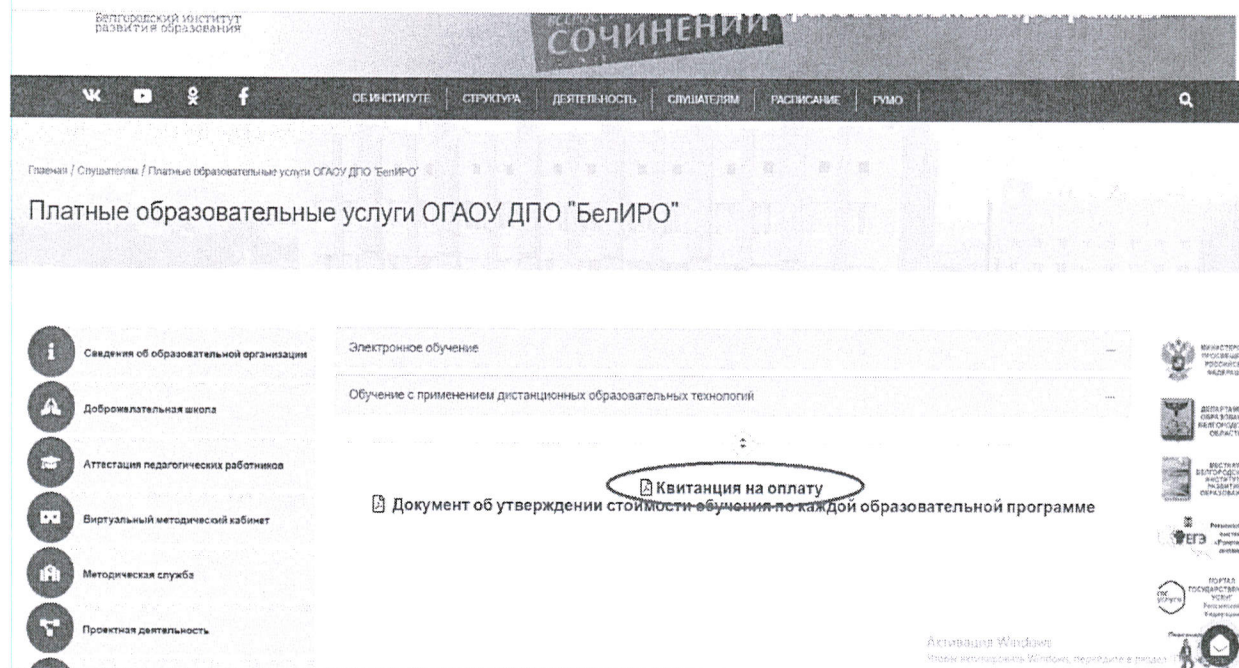 Белгородский институт
развития образования
СОЧИНЕНИЙ
ОБ ИНСТИТУТЕ
СТРУКТУРА
ДЕЯТЕЛЬНОСТЬ
СЛУШАТЕЛЯМ
РАСПИСАНИЕ
РУМО
Главная / Слушателям / Платные образовательные услуги ОГАОУ ДПО "БелИРО"
Платные образовательные услуги ОГАОУ ДПО "БелИРО"
Сведения об образовательной организации
Доброжелательная школа
Аттестация педагогических работников
Виртуальный методический кабинет
Методическая служба
Проектная деятельность
Электронное обучение
Обучение с применением дистанционных образовательных технологий
Квитанция на оплату
Документ об утверждении стоимости обучения по каждой образовательной программе
ЕГЭ
ПОРТАЛ
Активация Windows